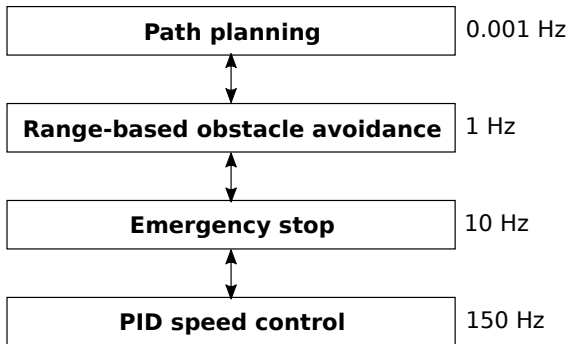 Path planning 0.001 Hz
Range-based obstacle avoidance 1 Hz
Emergency stop 10 Hz
PID speed control 150 Hz